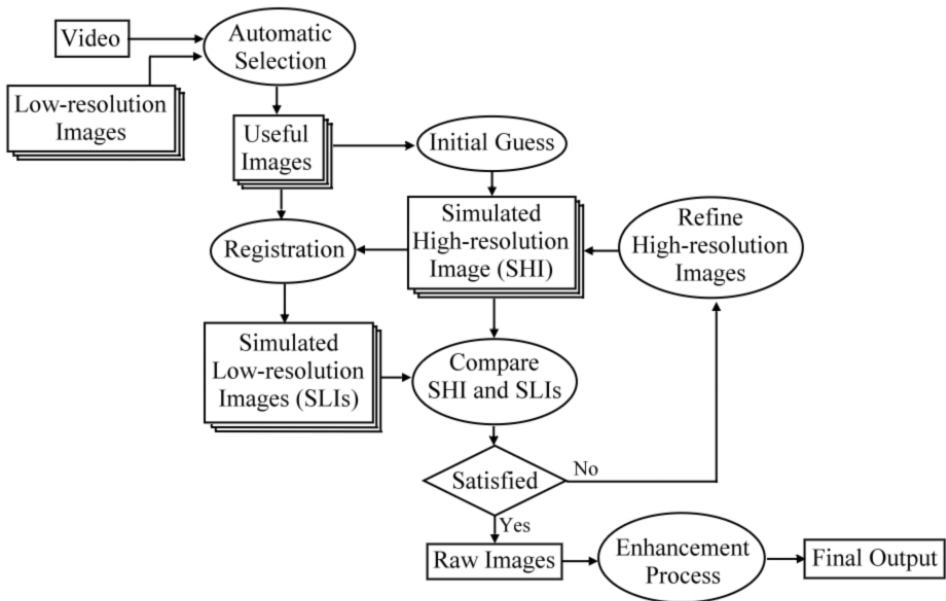 Video
Automatic
Selection
Low-resolution
Images
Useful
Images
Initial Guess
Registration
Simulated
High-resolution
Image (SHI)
Refine
High-resolution
Images
Simulated
Low-resolution
Images (SLIs)
Compare
SHI and SLIs
Satisfied
No
Yes
Raw Images
Enhancement
Process
Final Output